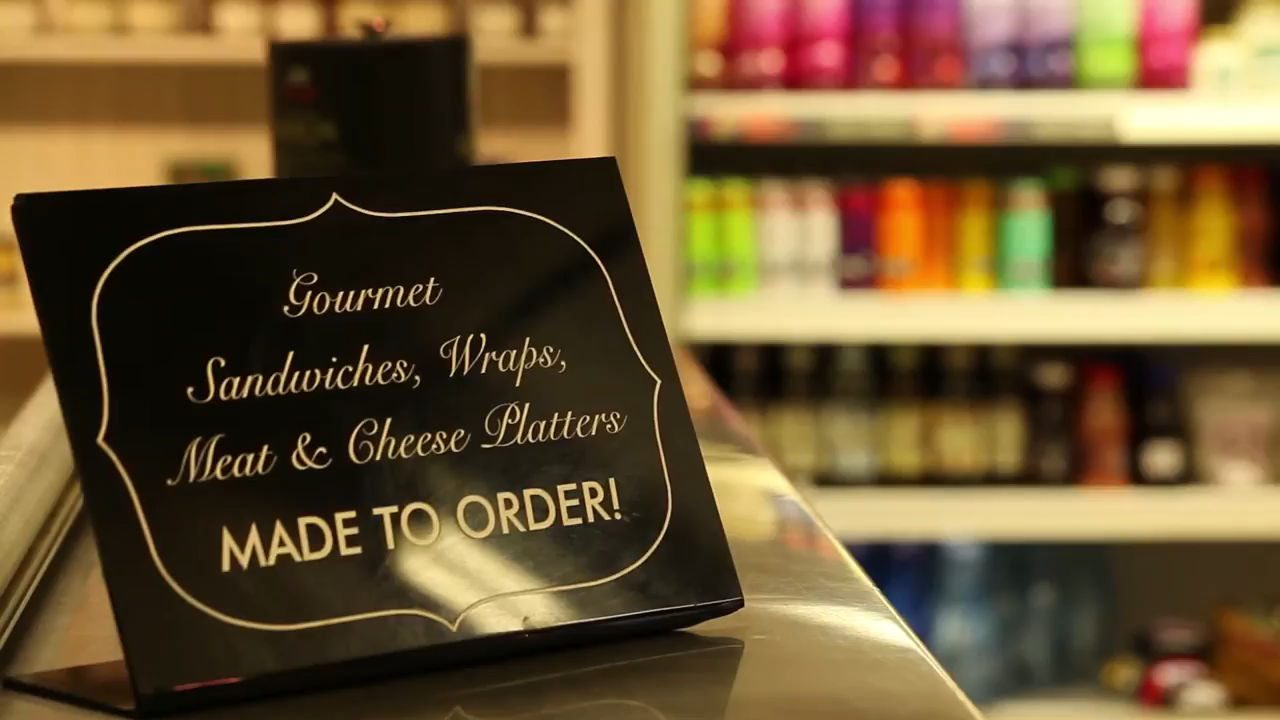 Gourmet
Sandwiches, Wraps,
Meat & Cheese Platters
MADE TO ORDER!